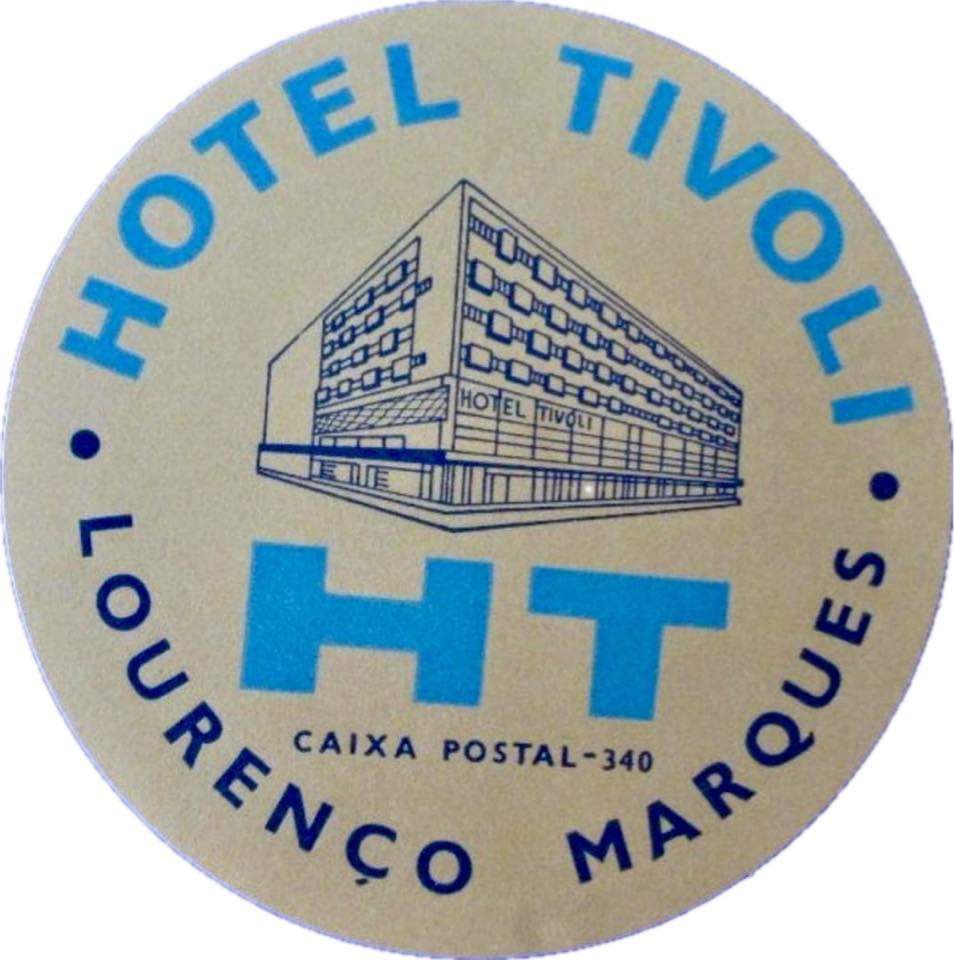 HOTEL TIVOLI
HOTEL TIVOLI
HT
CAIXA POSTAL-340
LOURENÇO MARQUES